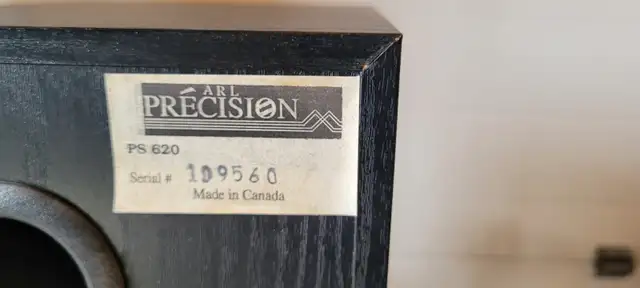 ARL
PRÉCISION
PS 620
Serial # 109560
Made in Canada